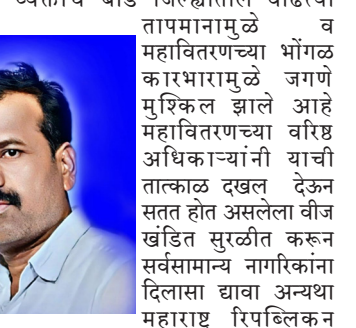 तापमानामुळे व
महावितरणच्या भोंगळ
कारभारामुळे जगणे
मुश्किल झाले आहे
महावितरणच्या वरिष्ठ
अधिकाऱ्यांनी याची
तात्काळ दखल देऊन
सतत होत असलेला वीज
खंडित सुरळीत करून
सर्वसामान्य नागरिकांना
दिलासा द्यावा अन्यथा
महाराष्ट्र रिपब्लिकन